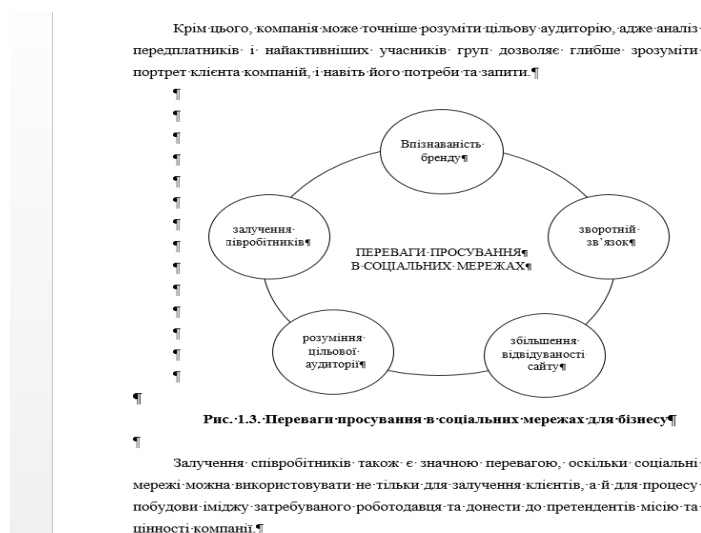 Крім цього, компанія може точніше розуміти цільову аудиторію, адже аналіз
передплатників і найактивніших учасників груп дозволяє глибше зрозуміти
портрет клієнта компаній, і навіть його потреби та запити.¶
Впізнаваність
бренду¶
залучення
півробітників¶
зворотній
зв’язок¶
ПЕРЕВАГИ ПРОСУВАННЯ¶
В СОЦІАЛЬНИХ МЕРЕЖАХ¶
розуміння
цільової
аудиторії¶
збільшення
відвідуваності
сайту¶
Рис. 1.3. Переваги просування в соціальних мережах для бізнесу¶
Залучення співробітників також є значною перевагою, оскільки соціальні
мережі можна використовувати не тільки для залучення клієнтів, а й для процесу
побудови іміджу затребуваного роботодавця та донести до претендентів місію та
цінності компанії.¶